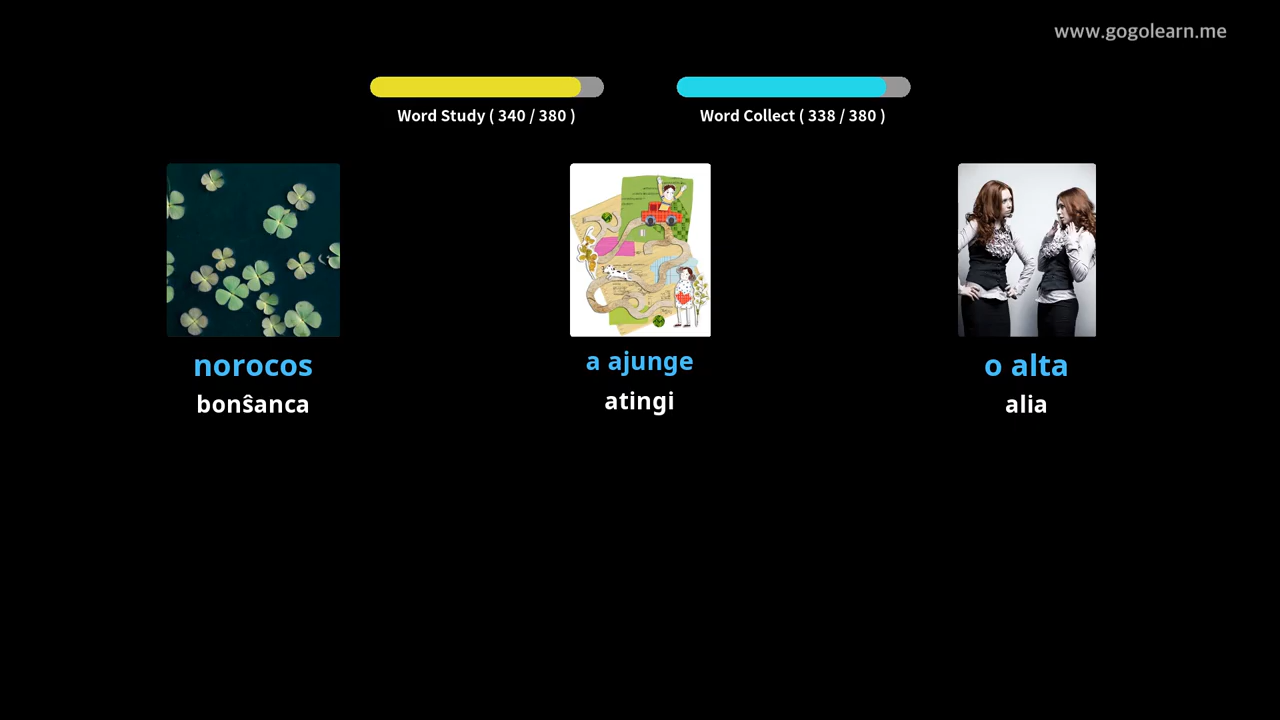 www.gogolearn.me
Word Study ( 340 / 380 )
Word Collect ( 338 / 380 )
norocos
a ajunge
o alta
bonŝanca
atingi
alia